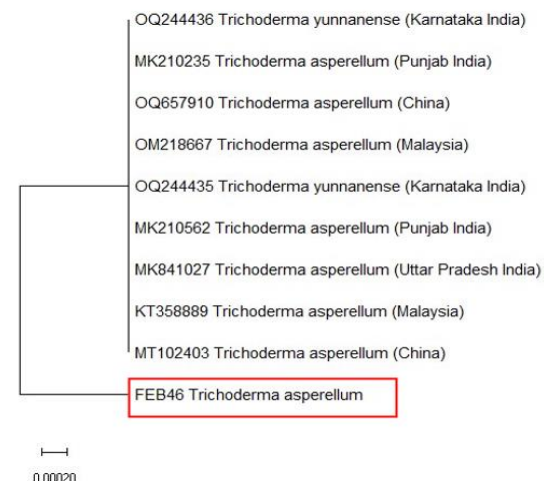 OQ244436 Trichoderma yunnanense (Karnataka India)
MK210235 Trichoderma asperellum (Punjab India)
OQ657910 Trichoderma asperellum (China)
OM218667 Trichoderma asperellum (Malaysia)
OQ244435 Trichoderma yunnanense (Karnataka India)
MK210562 Trichoderma asperellum (Punjab India)
MK841027 Trichoderma asperellum (Uttar Pradesh India)
KT358889 Trichoderma asperellum (Malaysia)
MT102403 Trichoderma asperellum (China)
FEB46 Trichoderma asperellum
0.00020